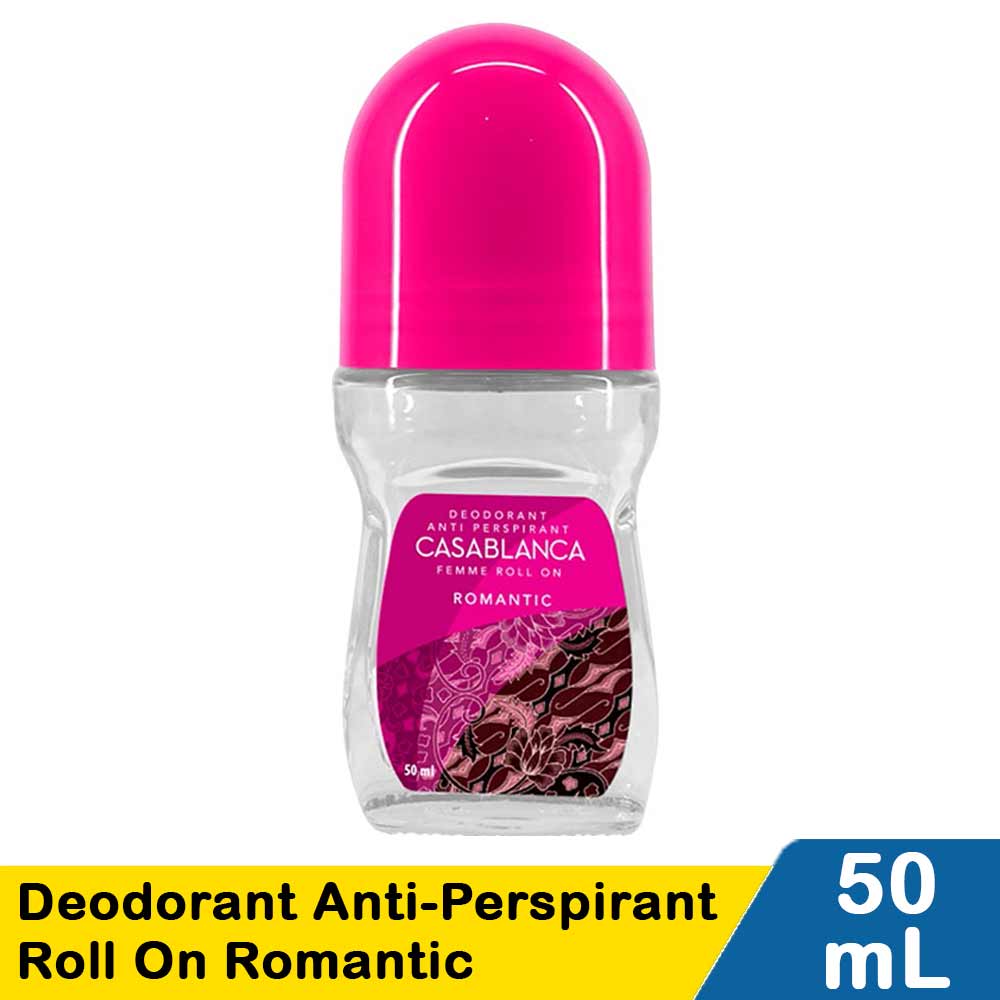 DEODORANT
ANTI PERSPIRANT
CASABLANCA
FEMME ROLL ON
ROMANTIC
50 ml
Deodorant Anti-Perspirant
Roll On Romantic
50
mL